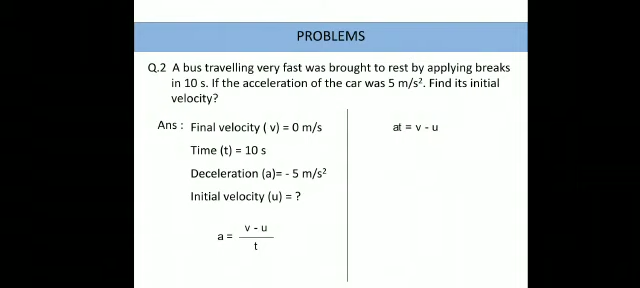 PROBLEMS
Q.2 A bus travelling very fast was brought to rest by applying breaks
in 10 s. If the acceleration of the car was 5 m/s². Find its initial
velocity?
Ans : Final velocity ( v) = 0 m/s
Time (t) = 10 s
Deceleration (a)= - 5 m/s²
Initial velocity (u) = ?
a = v - u
t
at = v - u